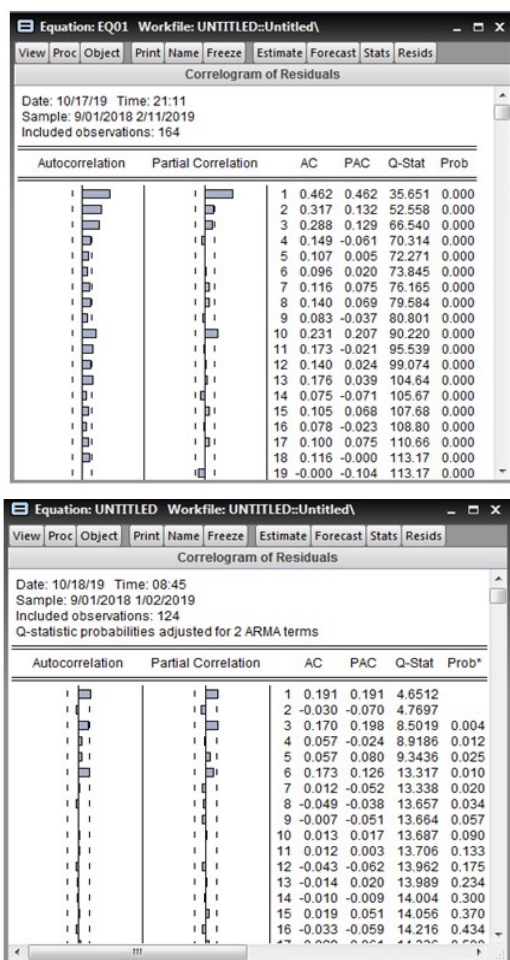 Equation: EQ01 Workfile: UNTITLED::Untitled\
View Proc Object Print Name Freeze Estimate Forecast Stats Resids
Correlogram of Residuals
Date: 10/17/19 Time: 21:11
Sample: 9/01/2018 2/11/2019
Included observations: 164
Autocorrelation Partial Correlation AC PAC Q-Stat Prob
1 0.462 0.462 35.651 0.000
2 0.317 0.132 52.558 0.000
3 0.288 0.129 66.540 0.000
4 0.149 -0.061 70.314 0.000
5 0.107 0.005 72.271 0.000
6 0.096 0.020 73.845 0.000
7 0.116 0.075 76.165 0.000
8 0.140 0.069 79.584 0.000
9 0.083 -0.037 80.801 0.000
10 0.231 0.207 90.220 0.000
11 0.173 -0.021 95.539 0.000
12 0.140 0.024 99.074 0.000
13 0.176 0.039 104.64 0.000
14 0.075 -0.071 105.67 0.000
15 0.105 0.068 107.68 0.000
16 0.078 -0.023 108.80 0.000
17 0.100 0.075 110.66 0.000
18 0.116 -0.000 113.17 0.000
19 -0.000 -0.104 113.17 0.000
Equation: UNTITLED Workfile: UNTITLED::Untitled\
View Proc Object Print Name Freeze Estimate Forecast Stats Resids
Correlogram of Residuals
Date: 10/18/19 Time: 08:45
Sample: 9/01/2018 1/02/2019
Included observations: 124
Q-statistic probabilities adjusted for 2 ARMA terms
Autocorrelation Partial Correlation AC PAC Q-Stat Prob*
1 0.191 0.191 4.6512
2 -0.030 -0.070 4.7697
3 0.170 0.198 8.5019 0.004
4 0.057 -0.024 8.9186 0.012
5 0.057 0.080 9.3436 0.025
6 0.173 0.126 13.317 0.010
7 0.012 -0.052 13.338 0.020
8 -0.049 -0.038 13.657 0.034
9 -0.007 -0.051 13.664 0.057
10 0.013 0.017 13.687 0.090
11 0.012 0.003 13.706 0.133
12 -0.043 -0.062 13.962 0.175
13 -0.014 0.020 13.989 0.234
14 -0.010 -0.009 14.004 0.300
15 0.019 0.051 14.056 0.370
16 -0.033 -0.059 14.216 0.434